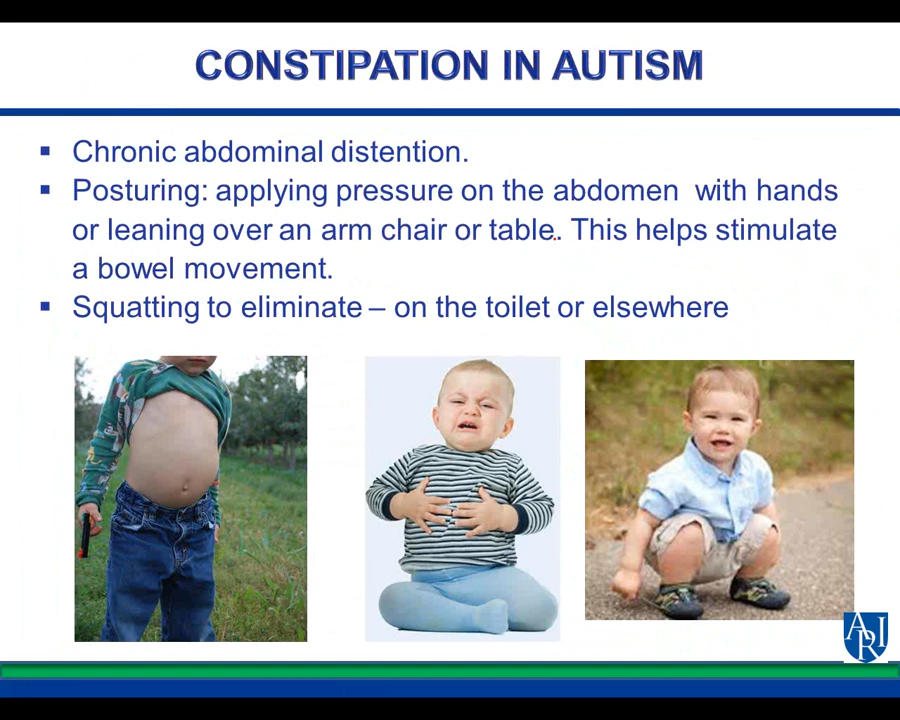 CONSTIPATION IN AUTISM
▪ Chronic abdominal distention.
▪ Posturing: applying pressure on the abdomen  with hands
or leaning over an arm chair or table.. This helps stimulate
a bowel movement.
▪ Squatting to eliminate – on the toilet or elsewhere
ARI